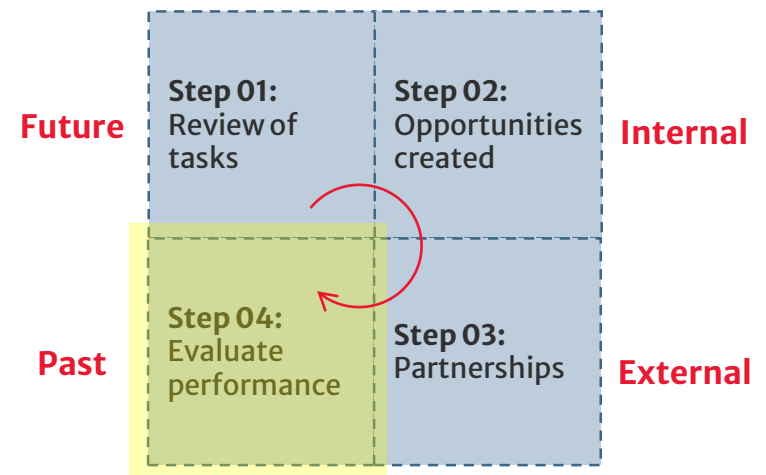 Future
Step 01:
Review of
tasks
Step 02:
Opportunities
created
Internal
Past
Step 04:
Evaluate
performance
Step 03:
Partnerships
External